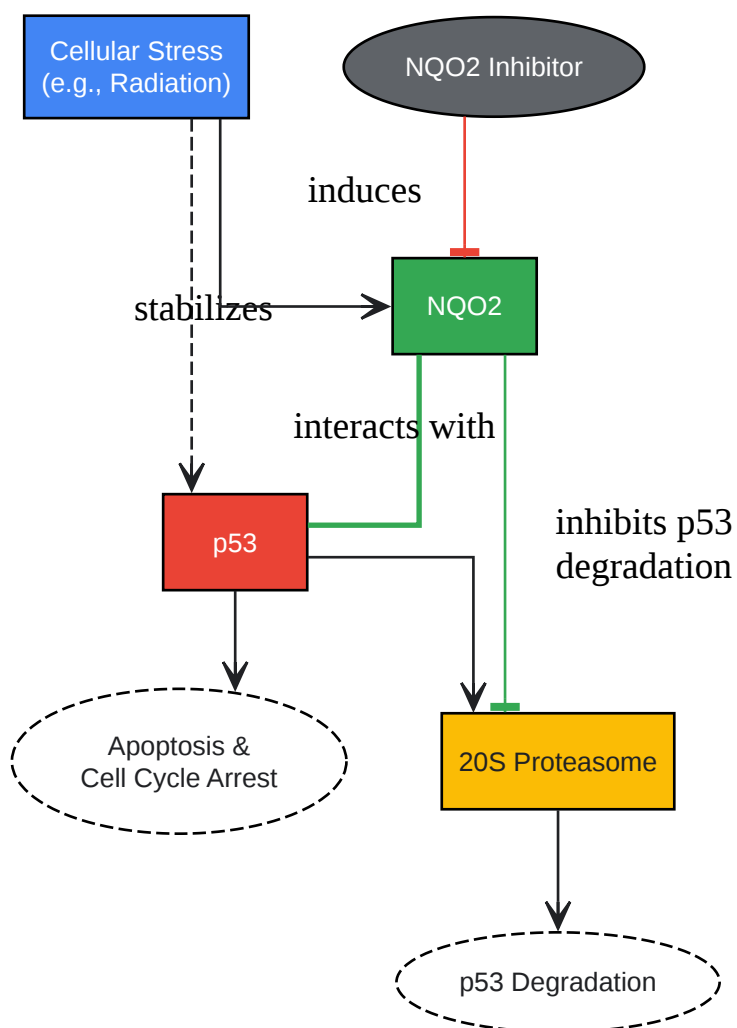 Cellular Stress
(e.g., Radiation)
NQO2 Inhibitor
induces
stabilizes
NQO2
interacts with
p53
inhibits p53
degradation
Apoptosis &
Cell Cycle Arrest
20S Proteasome
p53 Degradation